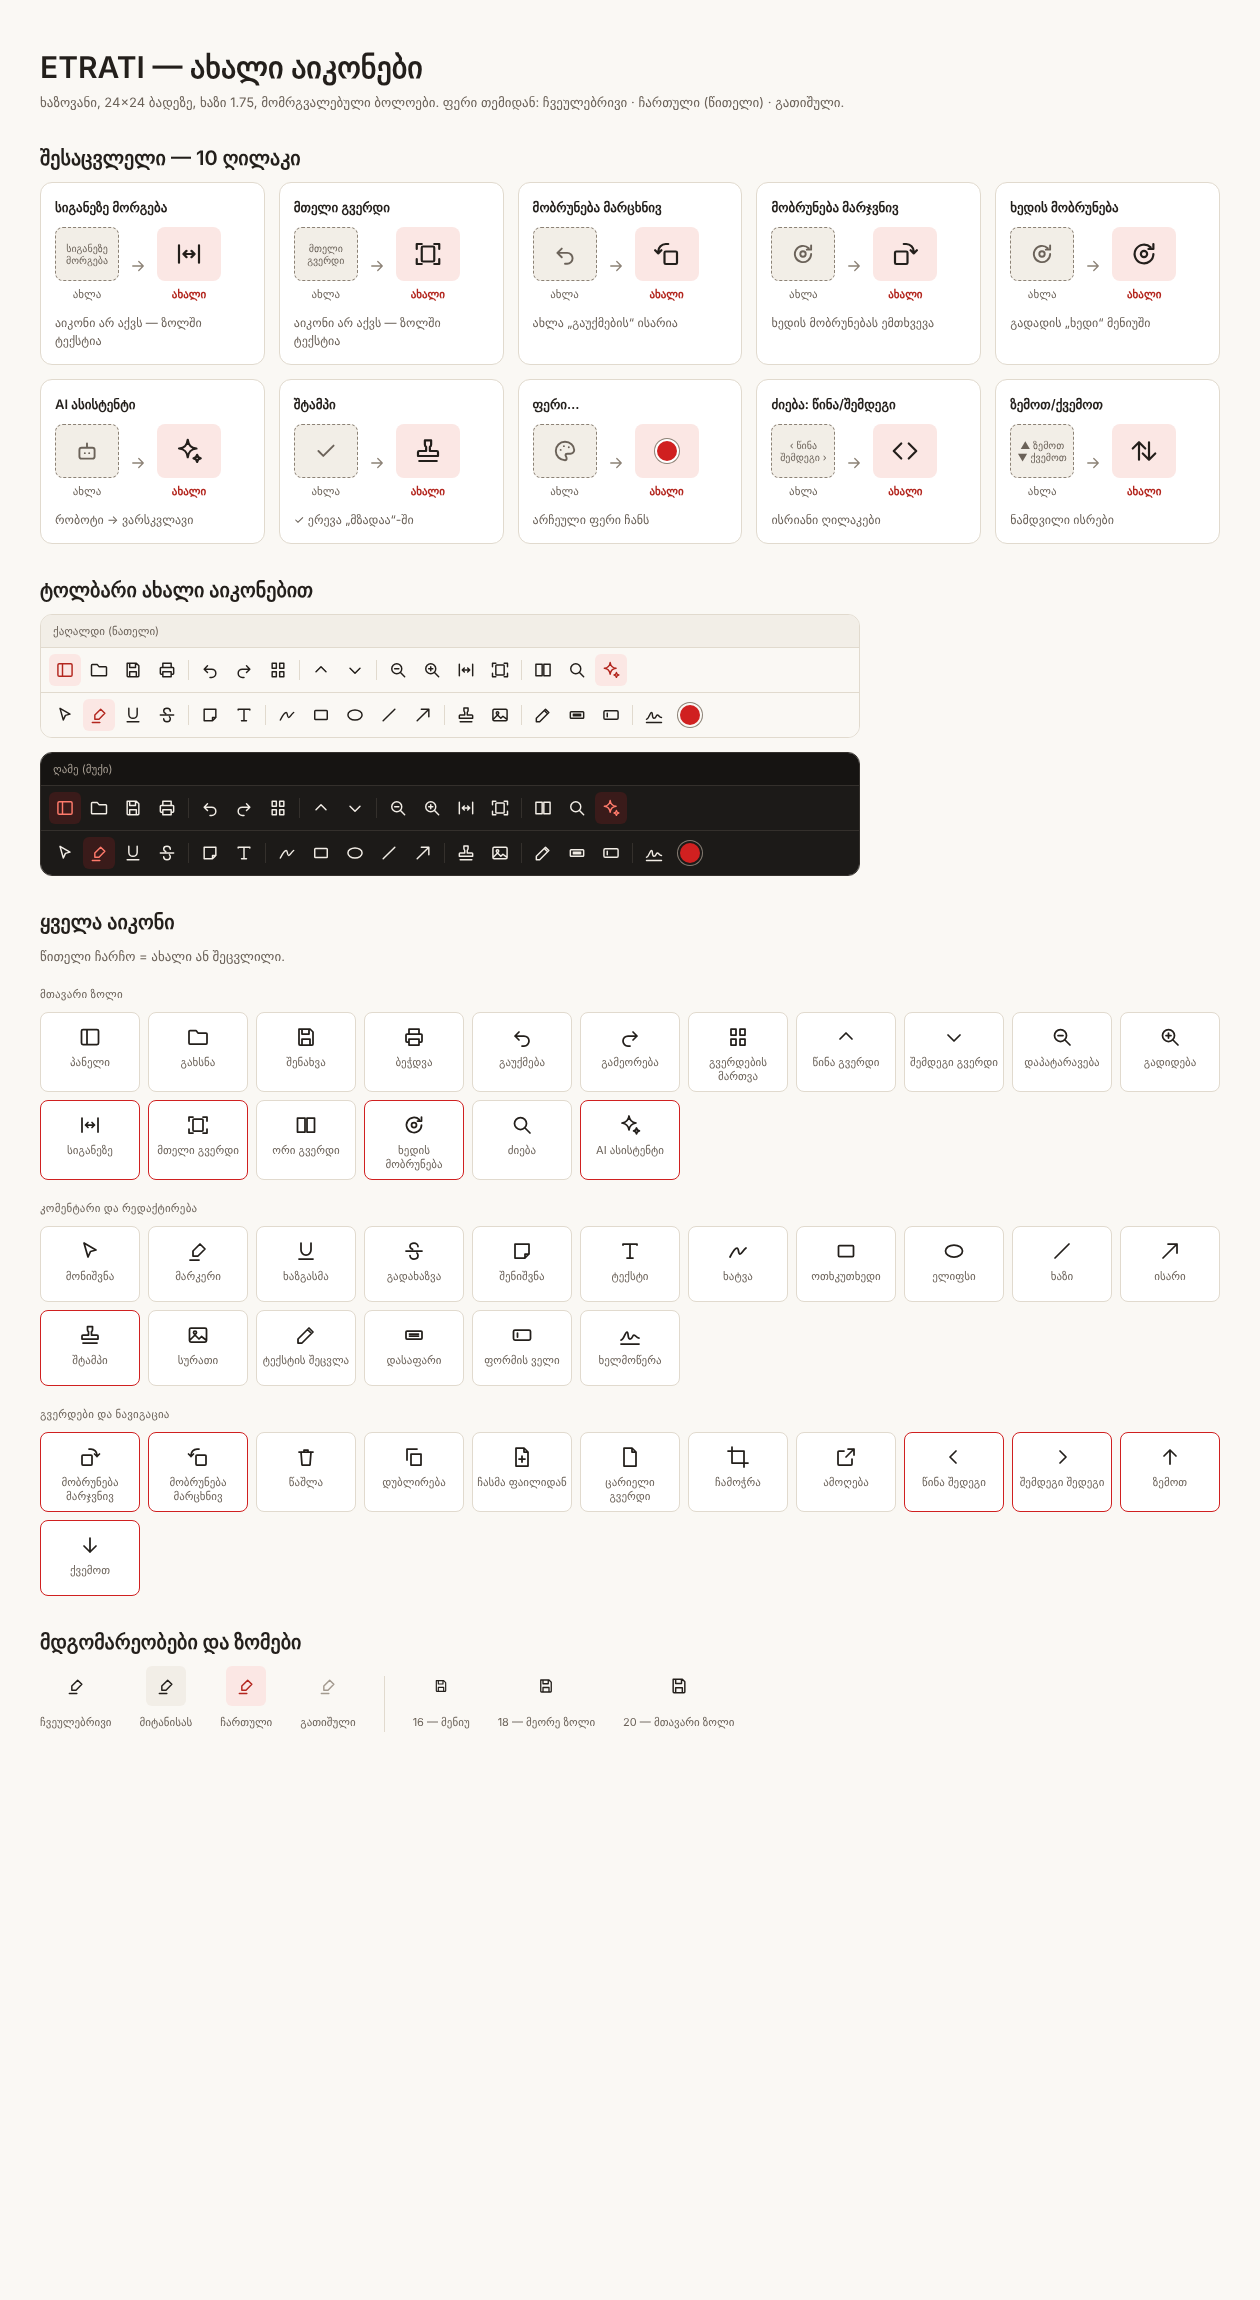 ETRATI — ახალი აიკონები
ხაზოვანი, 24×24 ბადეზე, ხაზი 1.75, მომრგვალებული ბოლოები. ფერი თემიდან: ჩვეულებრივი · ჩართული (წითელი) · გათიშული.
შესაცვლელი — 10 ღილაკი
სიგანეზე მორგება
სიგანეზე
მორგება
→
ახლა
ახალი
აიკონი არ აქვს — ზოლში
ტექსტია
მთელი გვერდი
მთელი
გვერდი
→
ახლა
ახალი
აიკონი არ აქვს — ზოლში
ტექსტია
მობრუნება მარცხნივ
→
ახლა
ახალი
ახლა „გაუქმების“ ისარია
მობრუნება მარჯვნივ
→
ახლა
ახალი
ხედის მობრუნებას ემთხვევა
ხედის მობრუნება
→
ახლა
ახალი
გადადის „ხედი“ მენიუში
AI ასისტენტი
→
ახლა
ახალი
რობოტი → ვარსკვლავი
შტამპი
→
ახლა
ახალი
✓ ერევა „მზადაა“-ში
ფერი...
→
ახლა
ახალი
არჩეული ფერი ჩანს
ძიება: წინა/შემდეგი
‹ წინა
შემდეგი ›
→
ახლა
ახალი
ისრიანი ღილაკები
ზემოთ/ქვემოთ
▲ ზემოთ
▼ ქვემოთ
→
ახლა
ახალი
ნამდვილი ისრები
ტოლბარი ახალი აიკონებით
ქაღალდი (ნათელი)
ღამე (მუქი)
ყველა აიკონი
წითელი ჩარჩო = ახალი ან შეცვლილი.
მთავარი ზოლი
პანელი
გახსნა
შენახვა
ბეჭდვა
გაუქმება
გამეორება
გვერდების
მართვა
წინა გვერდი
შემდეგი გვერდი
დაპატარავება
გადიდება
სიგანეზე
მთელი გვერდი
ორი გვერდი
ხედის
მობრუნება
ძიება
AI ასისტენტი
კომენტარი და რედაქტირება
მონიშვნა
მარკერი
ხაზგასმა
გადახაზვა
შენიშვნა
ტექსტი
ხატვა
ოთხკუთხედი
ელიფსი
ხაზი
ისარი
შტამპი
სურათი
ტექსტის შეცვლა
დასაფარი
ფორმის ველი
ხელმოწერა
გვერდები და ნავიგაცია
მობრუნება
მარჯვნივ
მობრუნება
მარცხნივ
წაშლა
დუბლირება
ჩასმა ფაილიდან
ცარიელი
გვერდი
ჩამოჭრა
ამოღება
წინა შედეგი
შემდეგი შედეგი
ზემოთ
ქვემოთ
მდგომარეობები და ზომები
ჩვეულებრივი
მიტანისას
ჩართული
გათიშული
16 — მენიუ
18 — მეორე ზოლი
20 — მთავარი ზოლი